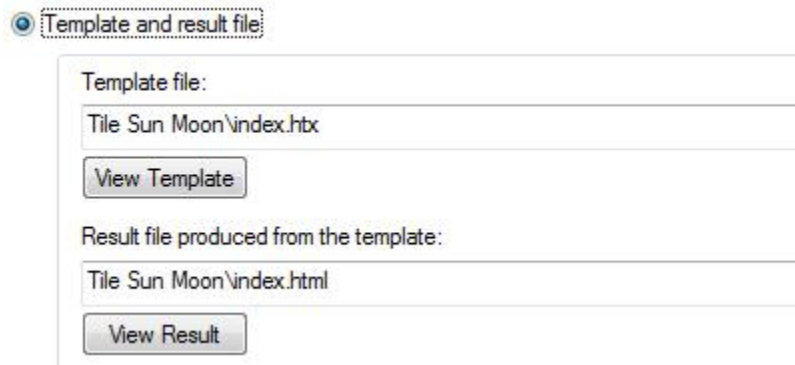 Template and result file
Template file:
Tile Sun Moon\index.htx
View Template
Result file produced from the template:
Tile Sun Moon\index.html
View Result